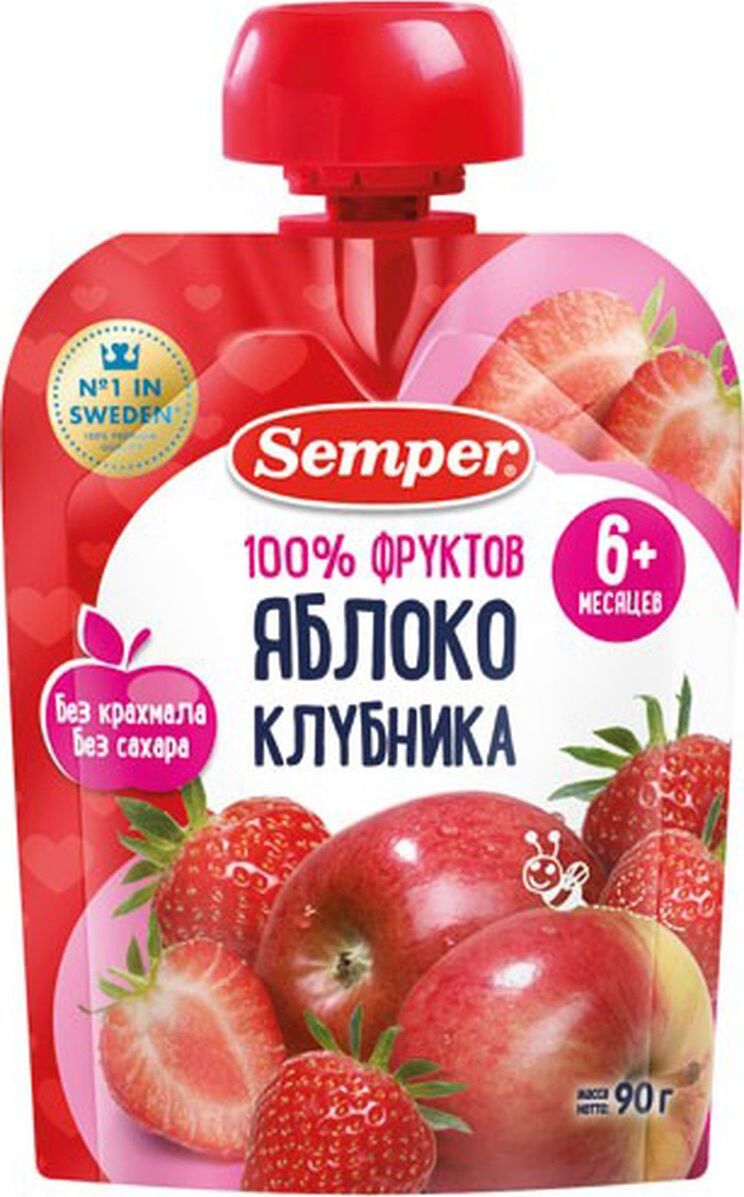 Nº1 IN
SWEDEN
Semper®
100% ФРУКТОВ
6+
МЕСЯЦЕВ
ЯБЛОКО
КЛУБНИКА
Без крахмала
Без сахара
масса
нетто: 90 г